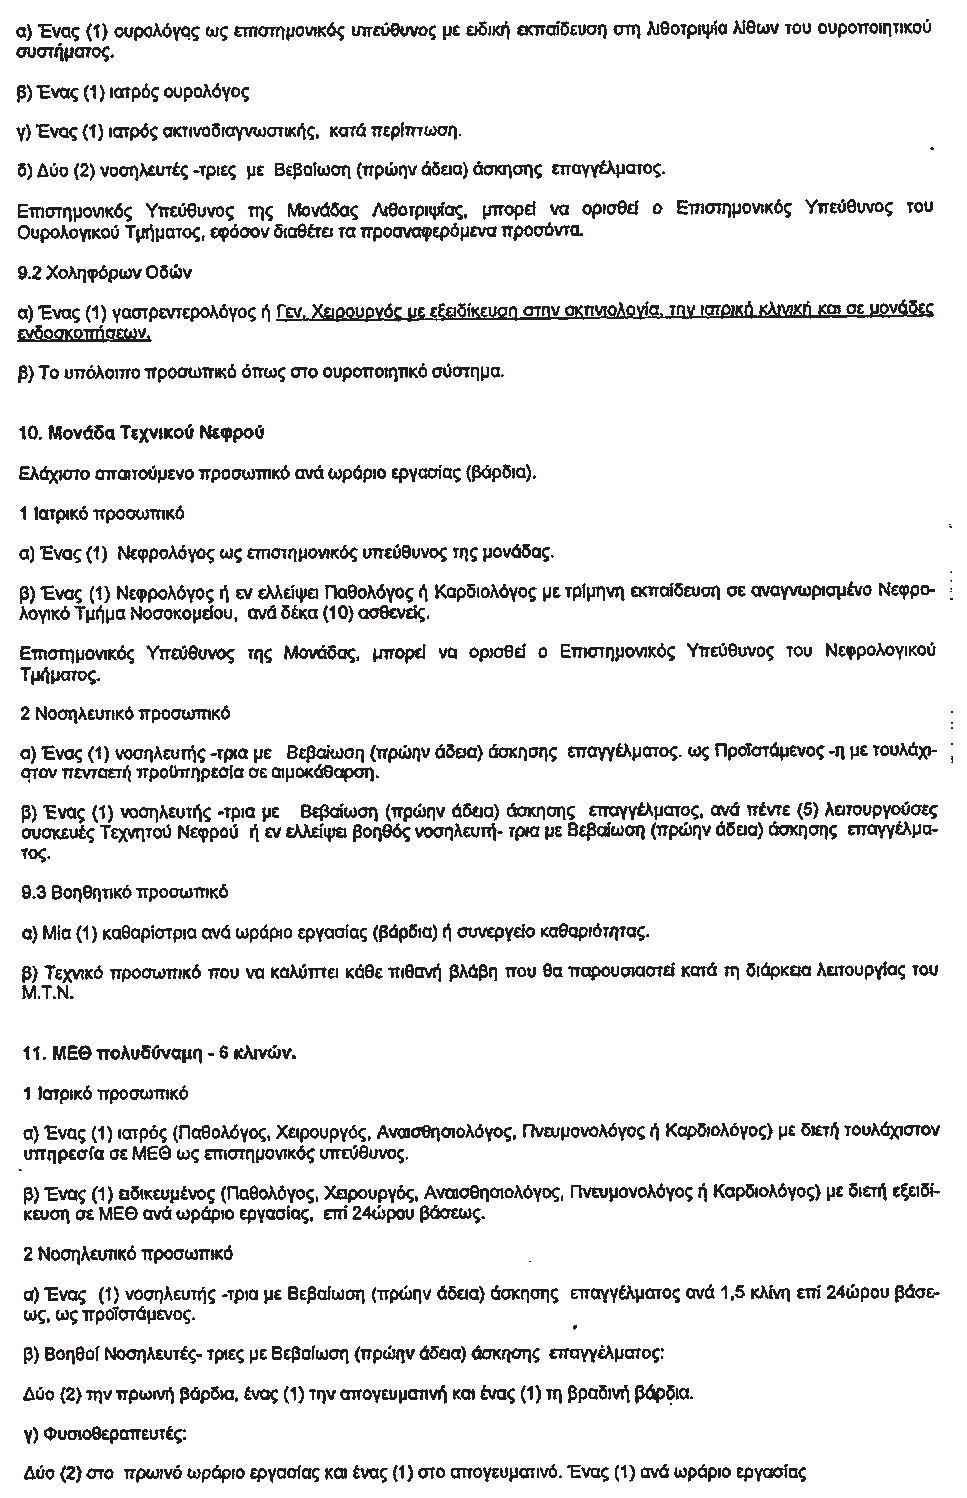 α) Ένας (1) ουρολόγος ως επιστημονικός υπεύθυνος με ειδική εκπαίδευση στη λιθοτριψία λίθων του ουροποιητικού
συστήματος.
β) Ένας (1) ιατρός ουρολόγος
γ) Ένας (1) ιατρός ακτινοδιαγνωστικής, κατά περίπτωση.
δ) Δύο (2) νοσηλευτές -τριες με Βεβαίωση (πρώην άδεια) άσκησης επαγγέλματος.
Επιστημονικός Υπεύθυνος της Μονάδας Λιθοτριψίας, μπορεί να ορισθεί ο Επιστημονικός Υπεύθυνος του
Ουρολογικού Τμήματος, εφόσον διαθέτει τα προαναφερόμενα προσόντα.
9.2 Χοληφόρων Οδών
α) Ένας (1) γαστρεντερολόγος ή Γεν. Χειρουργός με εξειδίκευση στην ακτινολογία, την ιατρική κλινική και σε μονάδες
ενδοσκοπήσεων.
β) Το υπόλοιπο προσωπικό όπως στο ουροποιητικό σύστημα.
10. Μονάδα Τεχνικού Νεφρού
Ελάχιστο απαιτούμενο προσωπικό ανά ωράριο εργασίας (βάρδια).
1 Ιατρικό προσωπικό
α) Ένας (1) Νεφρολόγος ως επιστημονικός υπεύθυνος της μονάδας.
β) Ένας (1) Νεφρολόγος ή εν ελλείψει Παθολόγος ή Καρδιολόγος με τρίμηνη εκπαίδευση σε αναγνωρισμένο Νεφρο-
λογικό Τμήμα Νοσοκομείου, ανά δέκα (10) ασθενείς.
Επιστημονικός Υπεύθυνος της Μονάδας, μπορεί να ορισθεί ο Επιστημονικός Υπεύθυνος του Νεφρολογικού
Τμήματος.
2 Νοσηλευτικό προσωπικό
α) Ένας (1) νοσηλευτής -τρια με Βεβαίωση (πρώην άδεια) άσκησης επαγγέλματος. ως Προϊστάμενος -η με τουλάχι-
στον πενταετή προϋπηρεσία σε αιμοκάθαρση.
β) Ένας (1) νοσηλευτής -τρια με Βεβαίωση (πρώην άδεια) άσκησης επαγγέλματος, ανά πέντε (5) λειτουργούσες
συσκευές Τεχνητού Νεφρού ή εν ελλείψει βοηθός νοσηλευτή- τρια με Βεβαίωση (πρώην άδεια) άσκησης επαγγέλμα-
τος.
9.3 Βοηθητικό προσωπικό
α) Μία (1) καθαρίστρια ανά ωράριο εργασίας (βάρδια) ή συνεργείο καθαριότητας.
β) Τεχνικό προσωπικό που να καλύπτει κάθε πιθανή βλάβη που θα παρουσιαστεί κατά τη διάρκεια λειτουργίας του
Μ.Τ.Ν.
11. ΜΕΘ πολυδύναμη - 6 κλινών.
1 Ιατρικό προσωπικό
α) Ένας (1) ιατρός (Παθολόγος, Χειρουργός, Αναισθησιολόγος, Πνευμονολόγος ή Καρδιολόγος) με διετή τουλάχιστον
υπηρεσία σε ΜΕΘ ως επιστημονικός υπεύθυνος.
β) Ένας (1) ειδικευμένος (Παθολόγος, Χειρουργός, Αναισθησιολόγος, Πνευμονολόγος ή Καρδιολόγος) με διετή εξειδί-
κευση σε ΜΕΘ ανά ωράριο εργασίας, επί 24ώρου βάσεως.
2 Νοσηλευτικό προσωπικό
α) Ένας (1) νοσηλευτής -τρια με Βεβαίωση (πρώην άδεια) άσκησης επαγγέλματος ανά 1,5 κλίνη επί 24ώρου βάσε-
ως, ως προϊστάμενος.
β) Βοηθοί Νοσηλευτές- τριες με Βεβαίωση (πρώην άδεια) άσκησης επαγγέλματος:
Δύο (2) την πρωινή βάρδια, ένας (1) την απογευματινή και ένας (1) τη βραδινή βάρδια.
γ) Φυσιοθεραπευτές:
Δύο (2) στο πρωινό ωράριο εργασίας και ένας (1) στο απογευματινό. Ένας (1) ανά ωράριο εργασίας